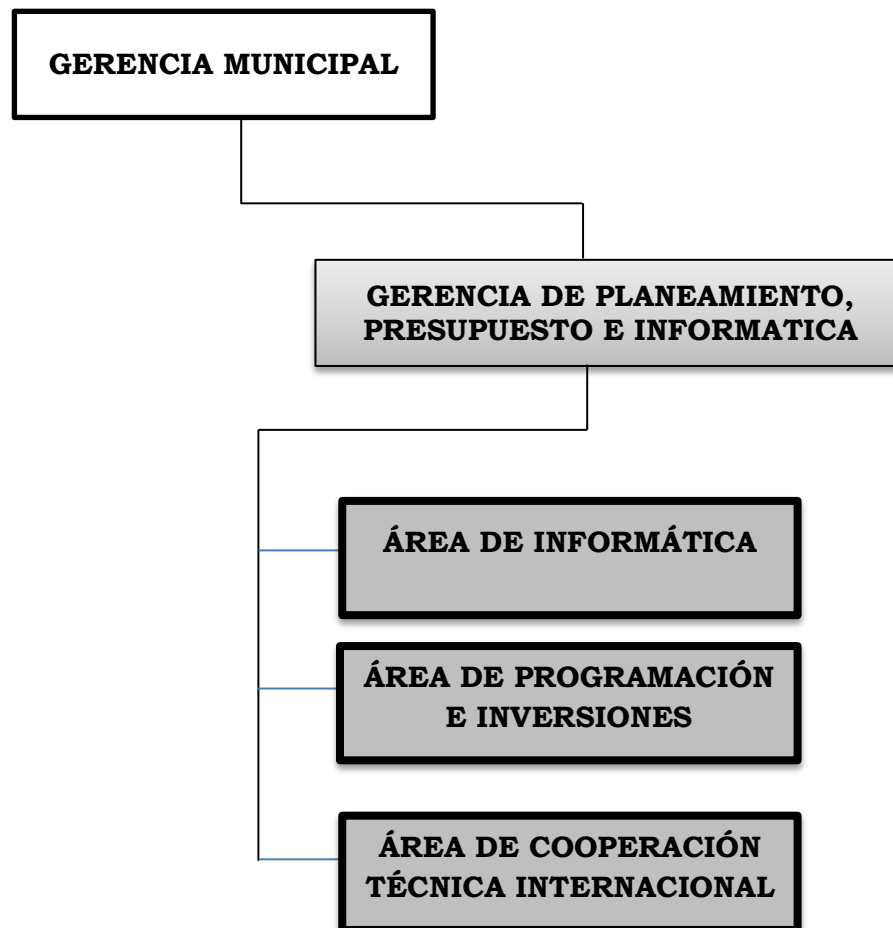 GERENCIA MUNICIPAL
GERENCIA DE PLANEAMIENTO,
PRESUPUESTO E INFORMATICA
ÁREA DE INFORMÁTICA
ÁREA DE PROGRAMACIÓN
E INVERSIONES
ÁREA DE COOPERACIÓN
TÉCNICA INTERNACIONAL